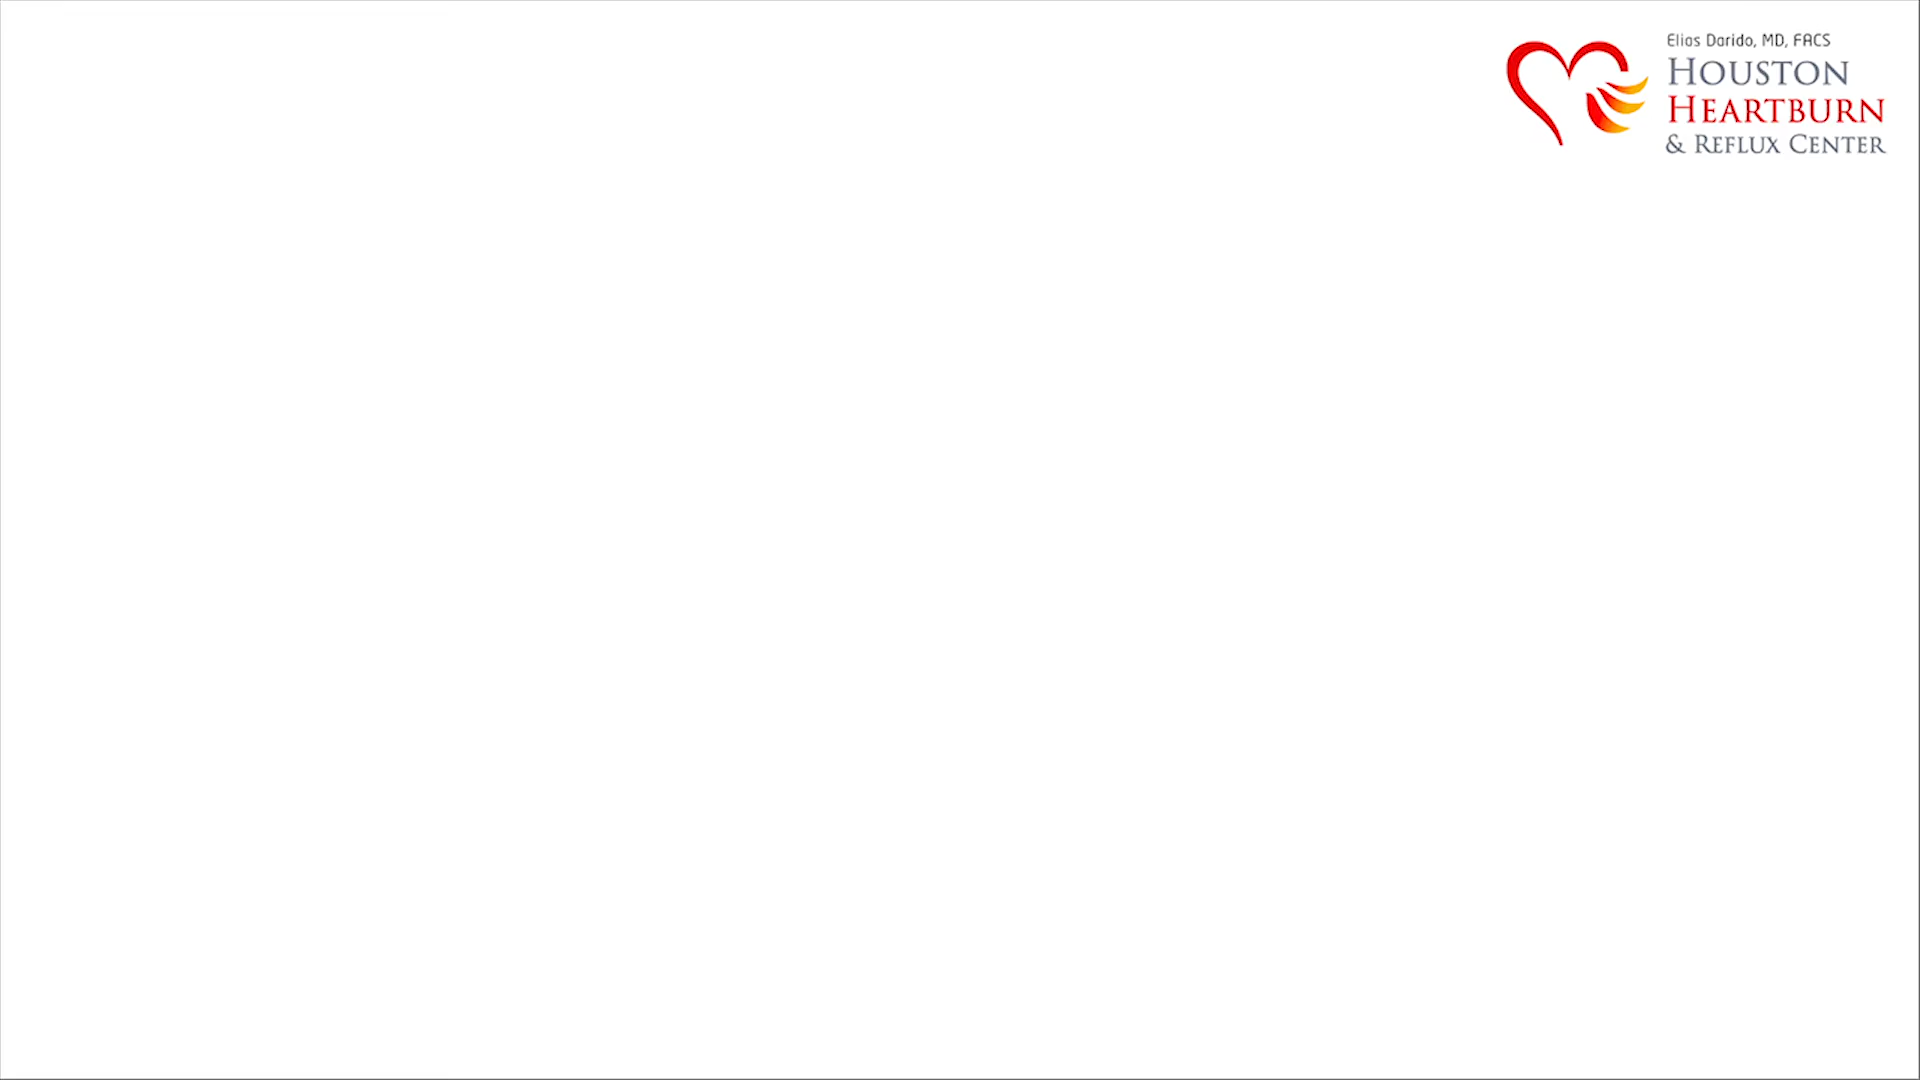 Elias Darido, MD, FACS
HOUSTON
HEARTBURN
& REFLUX CENTER